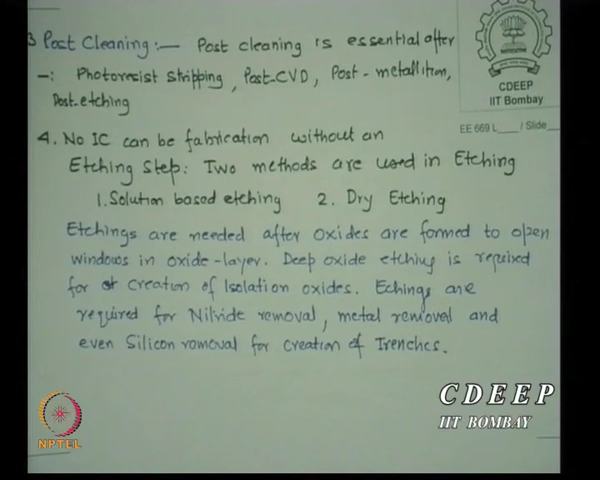 3 Post Cleaning:— Post cleaning is essential after
—: Photoresist stripping, Post-CVD, Post-metallition,
Post-etching
4. No IC can be fabrication without an
Etching Step: Two methods are used in Etching
1. Solution based etching 2. Dry Etching
Etchings are needed after oxides are formed to open
windows in oxide-layer. Deep oxide etching is required
for creation of Isolation oxides. Echings are
required for Nitride removal, metal removal and
even Silicon romoval for creation of Trenches.
CDEEP
IIT Bombay
EE 669 L____/ Slide___
NPTEL
CDEEP
IIT BOMBAY